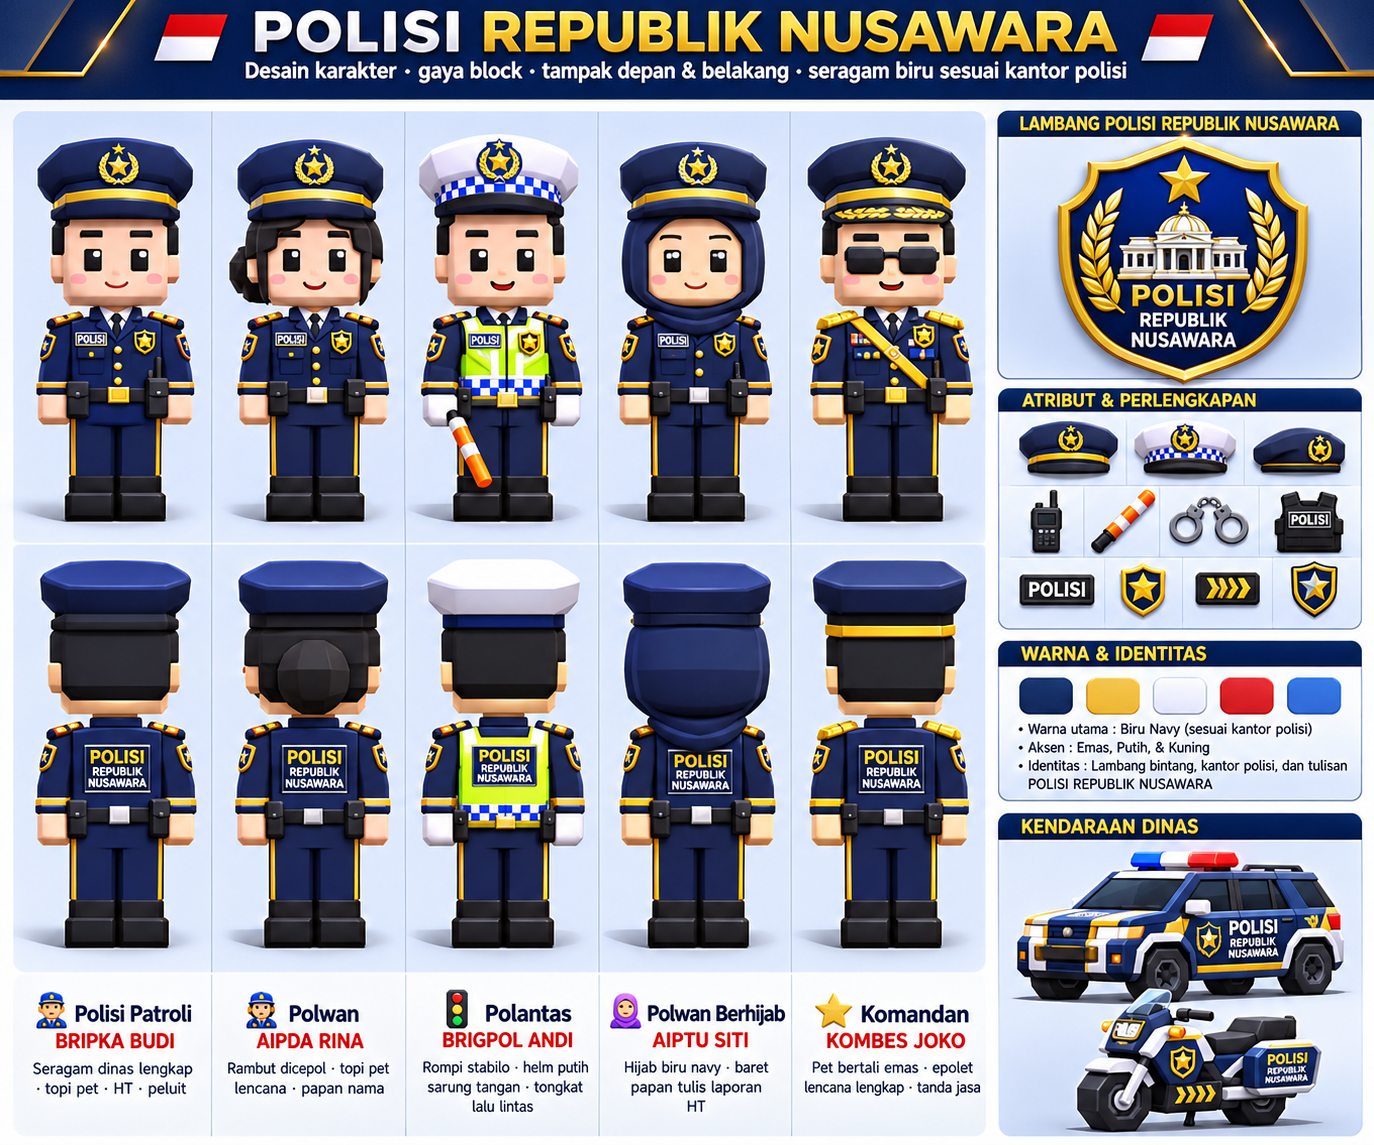 POLISI REPUBLIK NUSAWARA
Desain karakter · gaya block · tampak depan & belakang · seragam biru sesuai kantor polisi
POLISI
POLISI
POLISI
POLISI
POLISI
REPUBLIK
NUSAWARA
POLISI
REPUBLIK
NUSAWARA
POLISI
REPUBLIK
NUSAWARA
POLISI
REPUBLIK
NUSAWARA
POLISI
REPUBLIK
NUSAWARA
Polisi Patroli
BRIPKA BUDI
Seragam dinas lengkap
· topi pet · HT · peluit
Polwan
AIPDA RINA
Rambut dicepol · topi pet
lencana · papan nama
Polantas
BRIGPOL ANDI
Rompi stabilo · helm putih
sarung tangan · tongkat
lalu lintas
Polwan Berhijab
AIPTU SITI
Hijab biru navy · baret
papan tulis laporan
HT
Komandan
KOMBES JOKO
Pet bertali emas · epolet
lencana lengkap · tanda jasa
LAMBANG POLISI REPUBLIK NUSAWARA
POLISI
REPUBLIK
NUSAWARA
ATRIBUT & PERLENGKAPAN
POLISI
POLISI
WARNA & IDENTITAS
• Warna utama : Biru Navy (sesuai kantor polisi)
• Aksen : Emas, Putih, & Kuning
• Identitas : Lambang bintang, kantor polisi, dan tulisan
POLISI REPUBLIK NUSAWARA
KENDARAAN DINAS
POLISI
REPUBLIK
NUSAWARA
POLISI
REPUBLIK
NUSAWARA